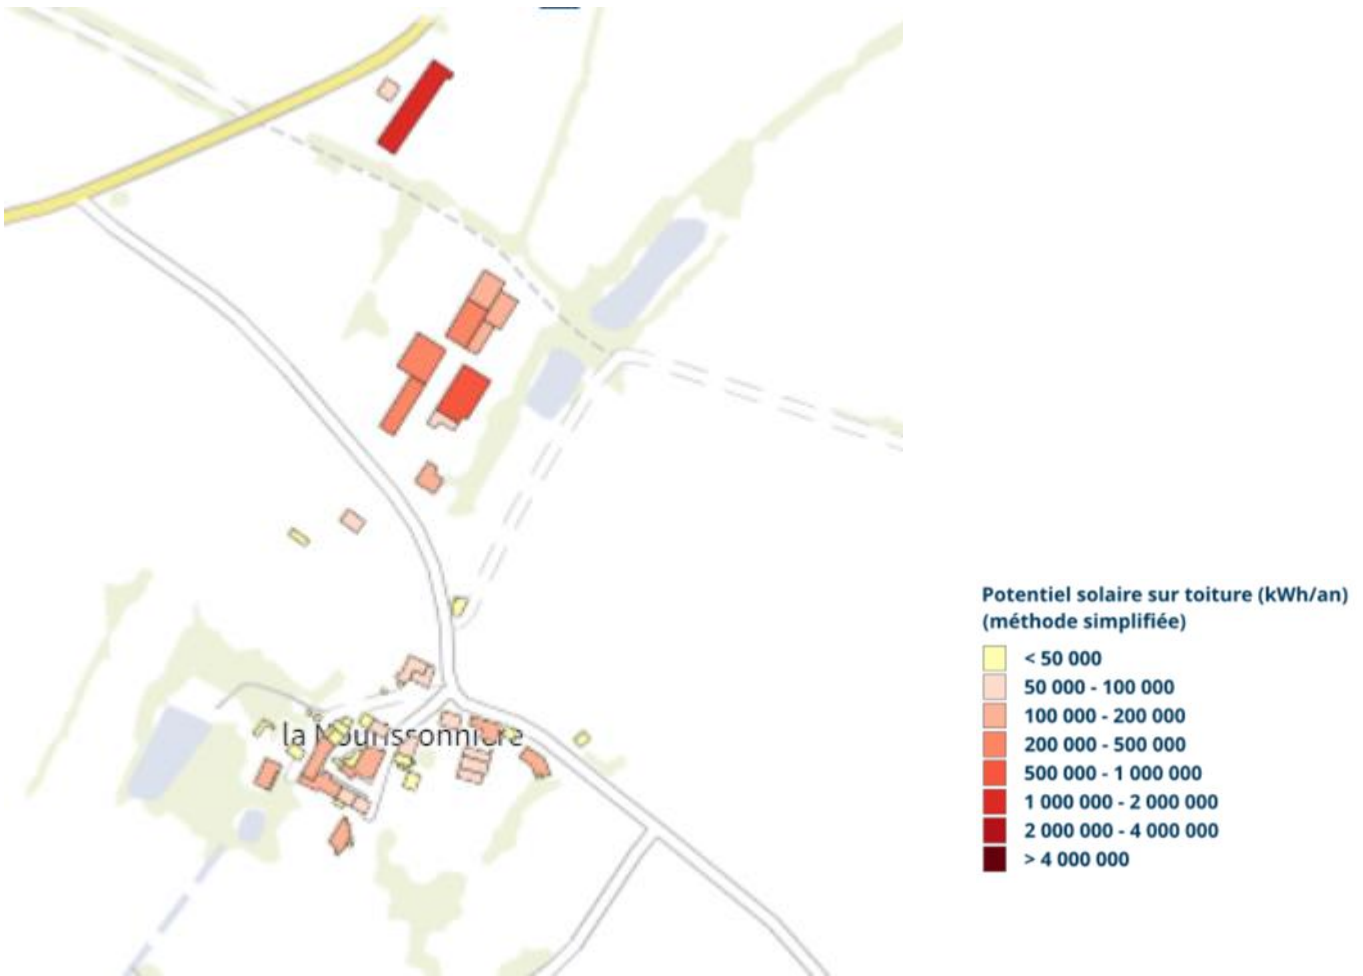 Potentiel solaire sur toiture (kWh/an)
(méthode simplifiée)
< 50 000
50 000 - 100 000
100 000 - 200 000
200 000 - 500 000
500 000 - 1 000 000
1 000 000 - 2 000 000
2 000 000 - 4 000 000
> 4 000 000
la Nourissonnière